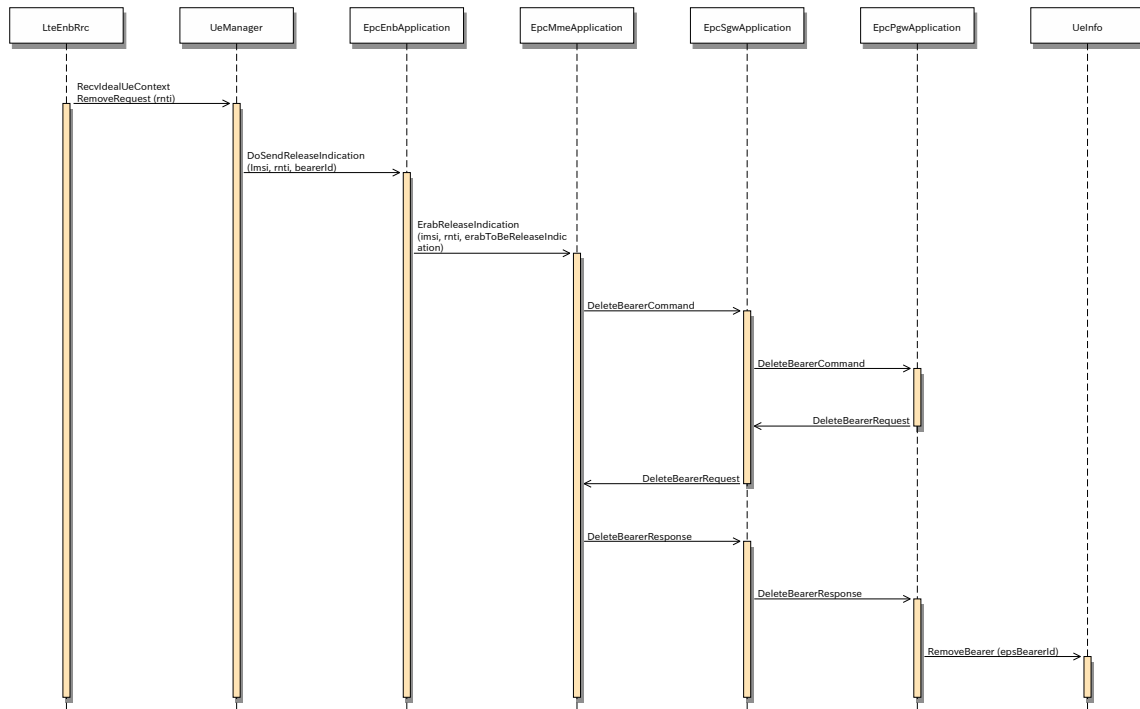 LteEnbRrc
UeManager
EpcEnbApplication
EpcMmeApplication
EpcSgwApplication
EpcPgwApplication
UeInfo
RecvIdealUeContext
RemoveRequest (rnti)
DoSendReleaseIndication
(Imsi, rnti, bearerId)
ErabReleaseIndication
(imsi, rnti, erabToBeReleaseIndic
ation)
DeleteBearerCommand
DeleteBearerCommand
DeleteBearerRequest
DeleteBearerRequest
DeleteBearerResponse
DeleteBearerResponse
RemoveBearer (epsBearerId)